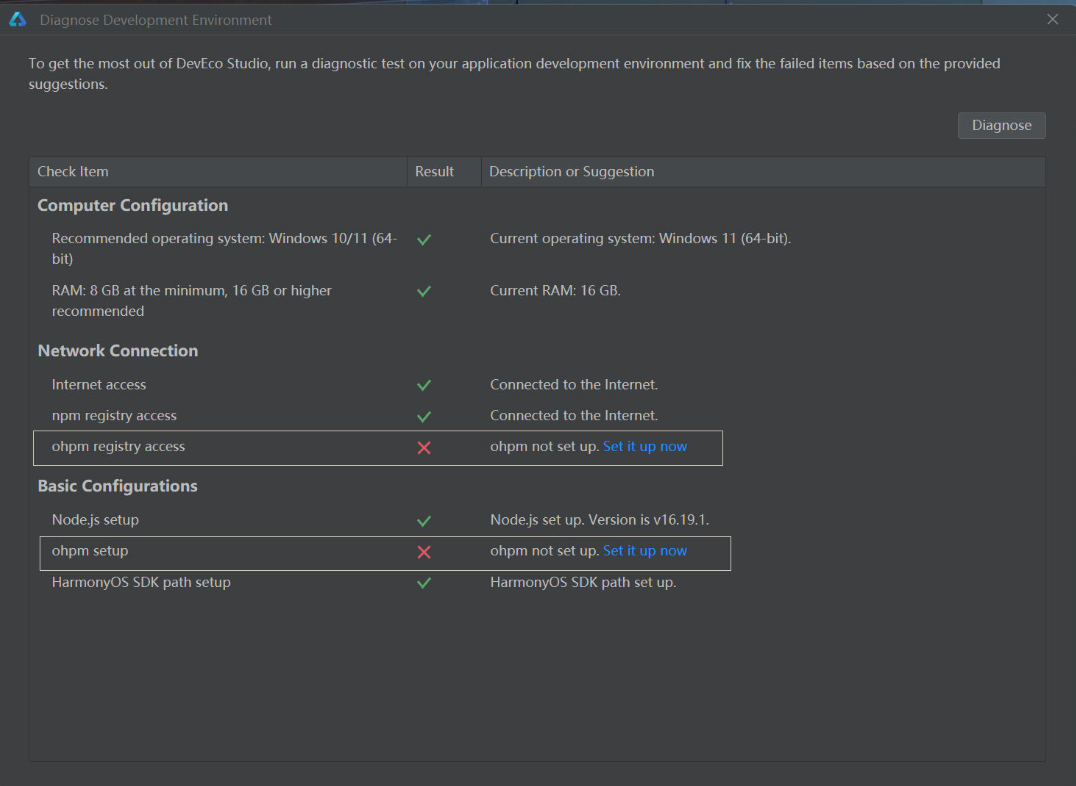 Diagnose Development Environment
To get the most out of DevEco Studio, run a diagnostic test on your application development environment and fix the failed items based on the provided
suggestions.
Diagnose
Check Item Result Description or Suggestion
Computer Configuration
Recommended operating system: Windows 10/11 (64-
bit)
Current operating system: Windows 11 (64-bit).
RAM: 8 GB at the minimum, 16 GB or higher
recommended
Current RAM: 16 GB.
Network Connection
Internet access Connected to the Internet.
npm registry access Connected to the Internet.
ohpm registry access ohpm not set up. Set it up now
Basic Configurations
Node.js setup Node.js set up. Version is v16.19.1.
ohpm setup ohpm not set up. Set it up now
HarmonyOS SDK path setup HarmonyOS SDK path set up.